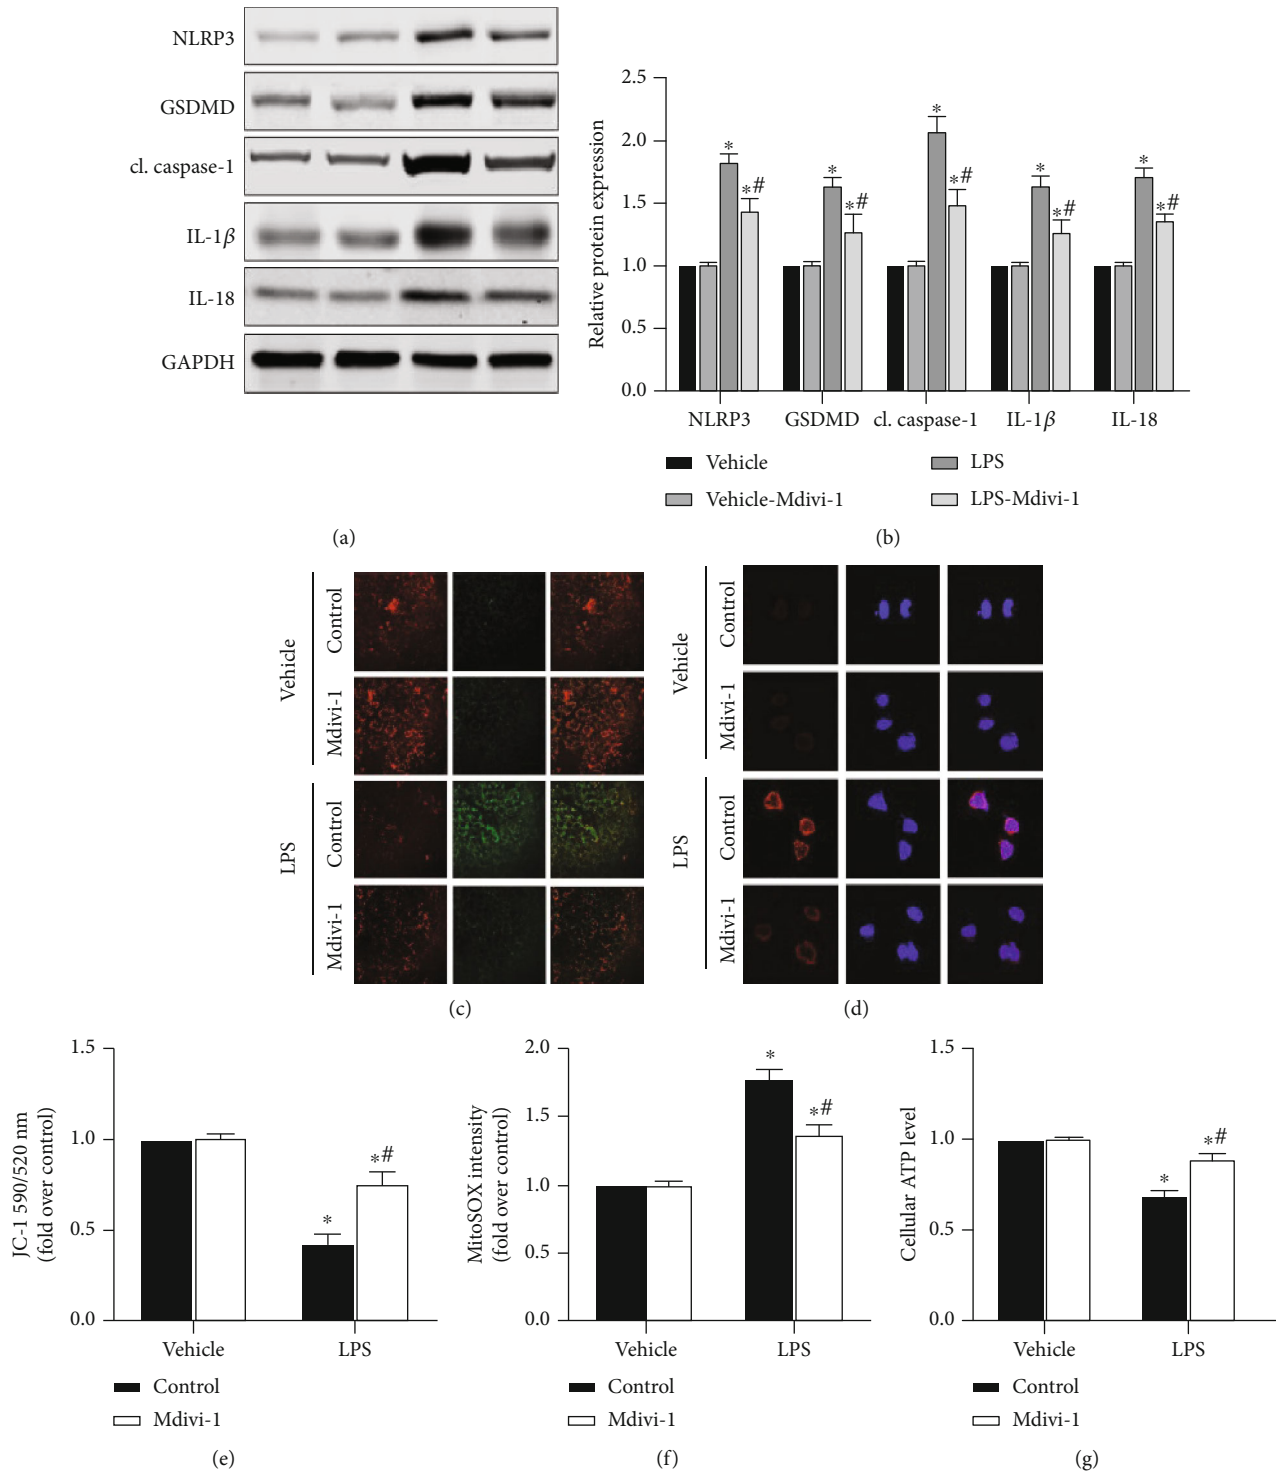 NLRP3
GSDMD
cl. caspase-1
IL-1β
IL-18
GAPDH
(a)
Relative protein expression
2.5
2.0
1.5
1.0
0.5
0.0
* *# * *# * *# * *# * *#
NLRP3 GSDMD cl. caspase-1 IL-1β IL-18
Vehicle LPS
Vehicle-Mdivi-1 LPS-Mdivi-1
(b)
Vehicle
Control
Mdivi-1
LPS
Control
Mdivi-1
(c)
Vehicle
Control
Mdivi-1
LPS
Control
Mdivi-1
(d)
JC-1 590/520 nm
(fold over control)
1.5
1.0
0.5
0.0
* *#
Vehicle LPS
Control
Mdivi-1
(e)
MitoSOX intensity
(fold over control)
2.0
1.5
1.0
0.5
0.0
* *#
Vehicle LPS
Control
Mdivi-1
(f)
Cellular ATP level
1.5
1.0
0.5
0.0
* *#
Vehicle LPS
Control
Mdivi-1
(g)